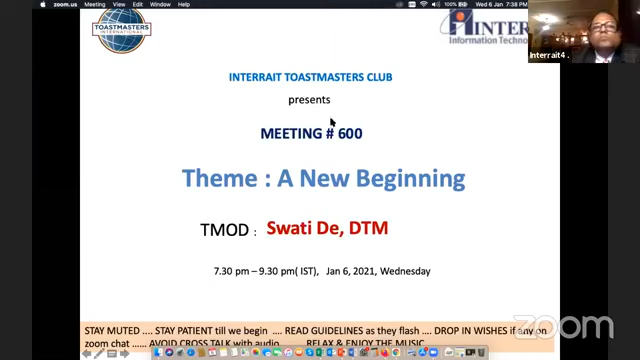 zoom.us Meeting View Edit Window Help 100% Wed 6 Jan 7:38 PM
TOASTMASTERS
INTERNATIONAL
INTERRAIT
Information Techno
Interrait4 .
INTERRAIT TOASTMASTERS CLUB
presents
MEETING # 600
Theme : A New Beginning
TMOD : Swati De, DTM
7.30 pm – 9.30 pm( IST), Jan 6, 2021, Wednesday
STAY MUTED .... STAY PATIENT till we begin .... READ GUIDELINES as they flash .... DROP IN WISHES if any on
zoom chat ...... AVOID CROSS TALK with audio RELAX & ENJOY THE MUSIC
zoom